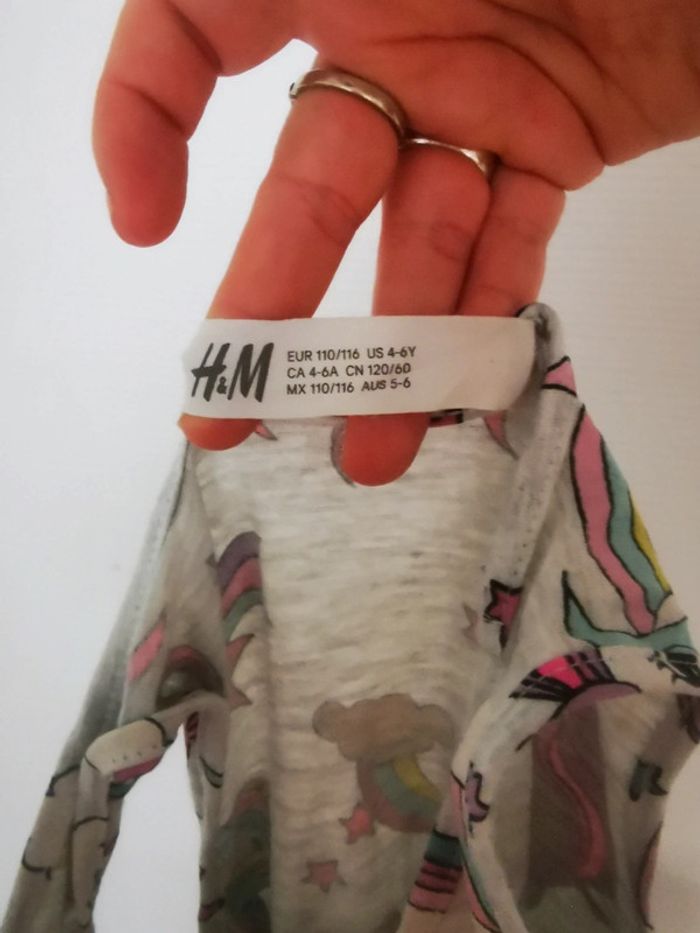 H&M
EUR 110/116 US 4-6Y
CA 4-6A CN 120/60
MX 110/116 AUS 5-6